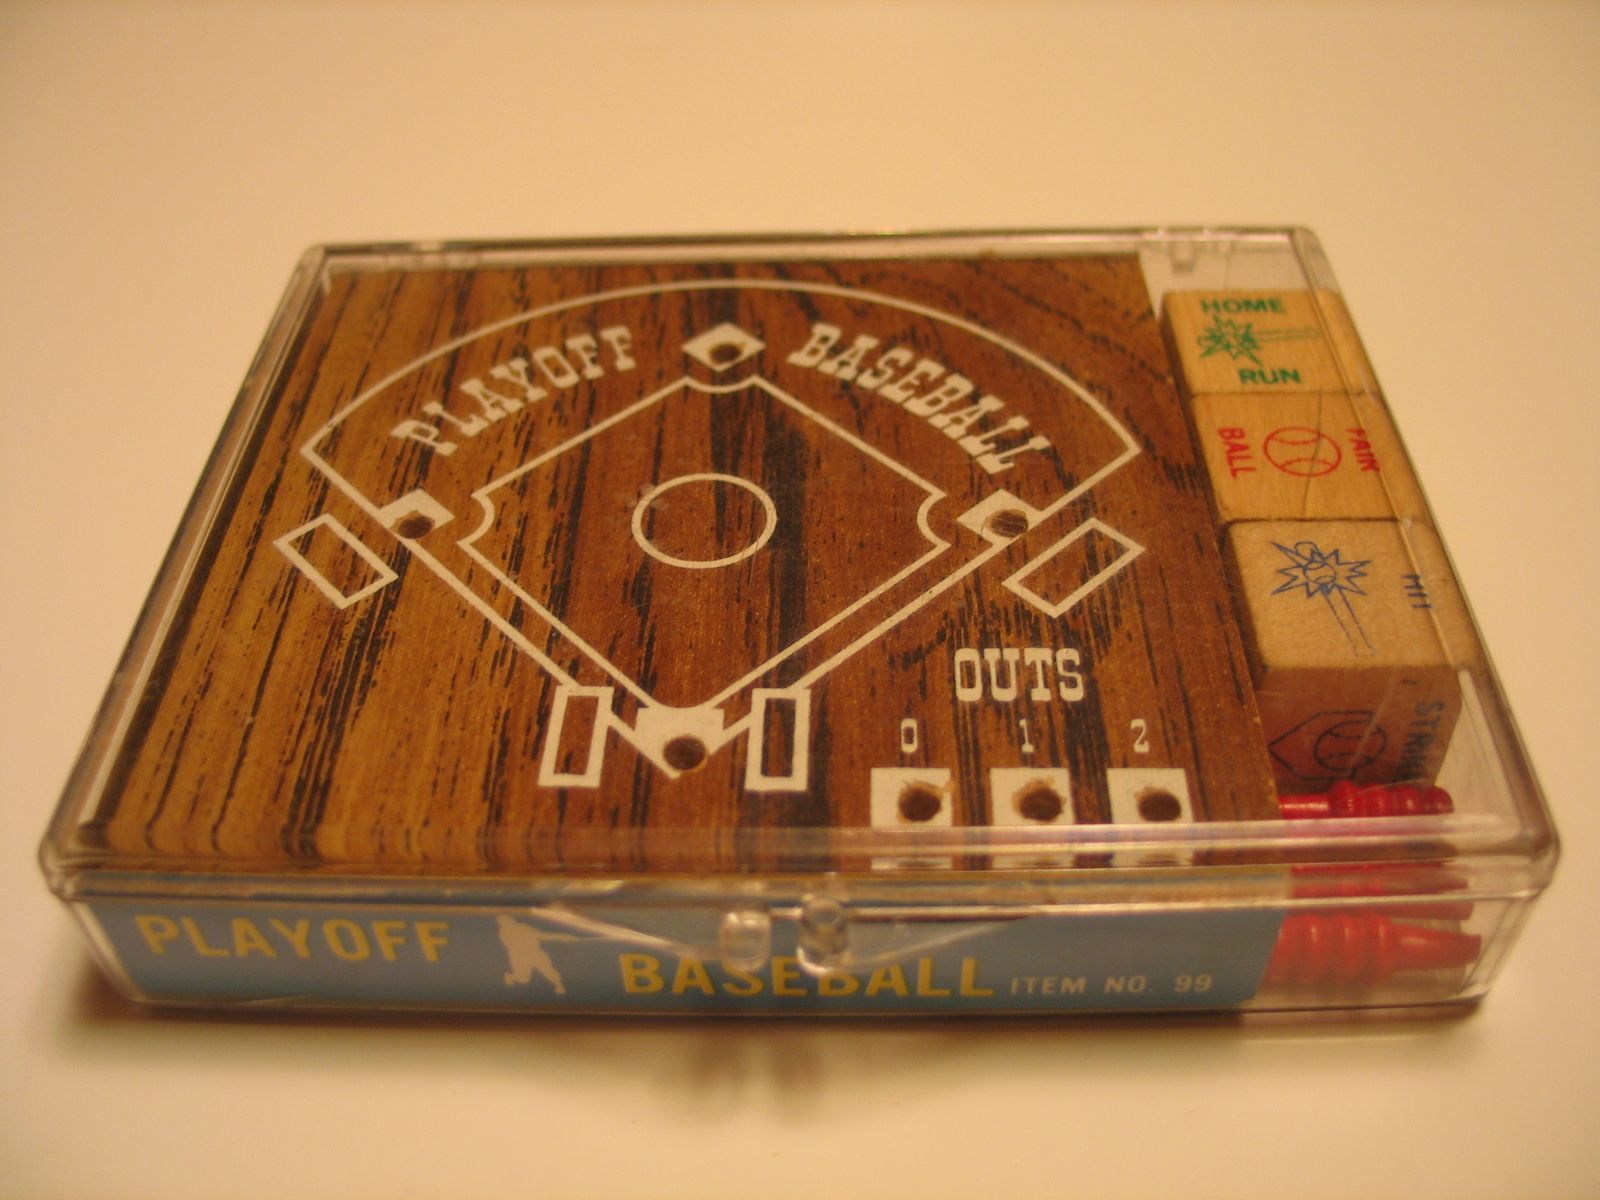 PLAYOFF BASEBALL
HOME
RUN
FAIR
BALL
HIT
OUTS
0 1 2
PLAYOFF BASEBALL ITEM NO. 99